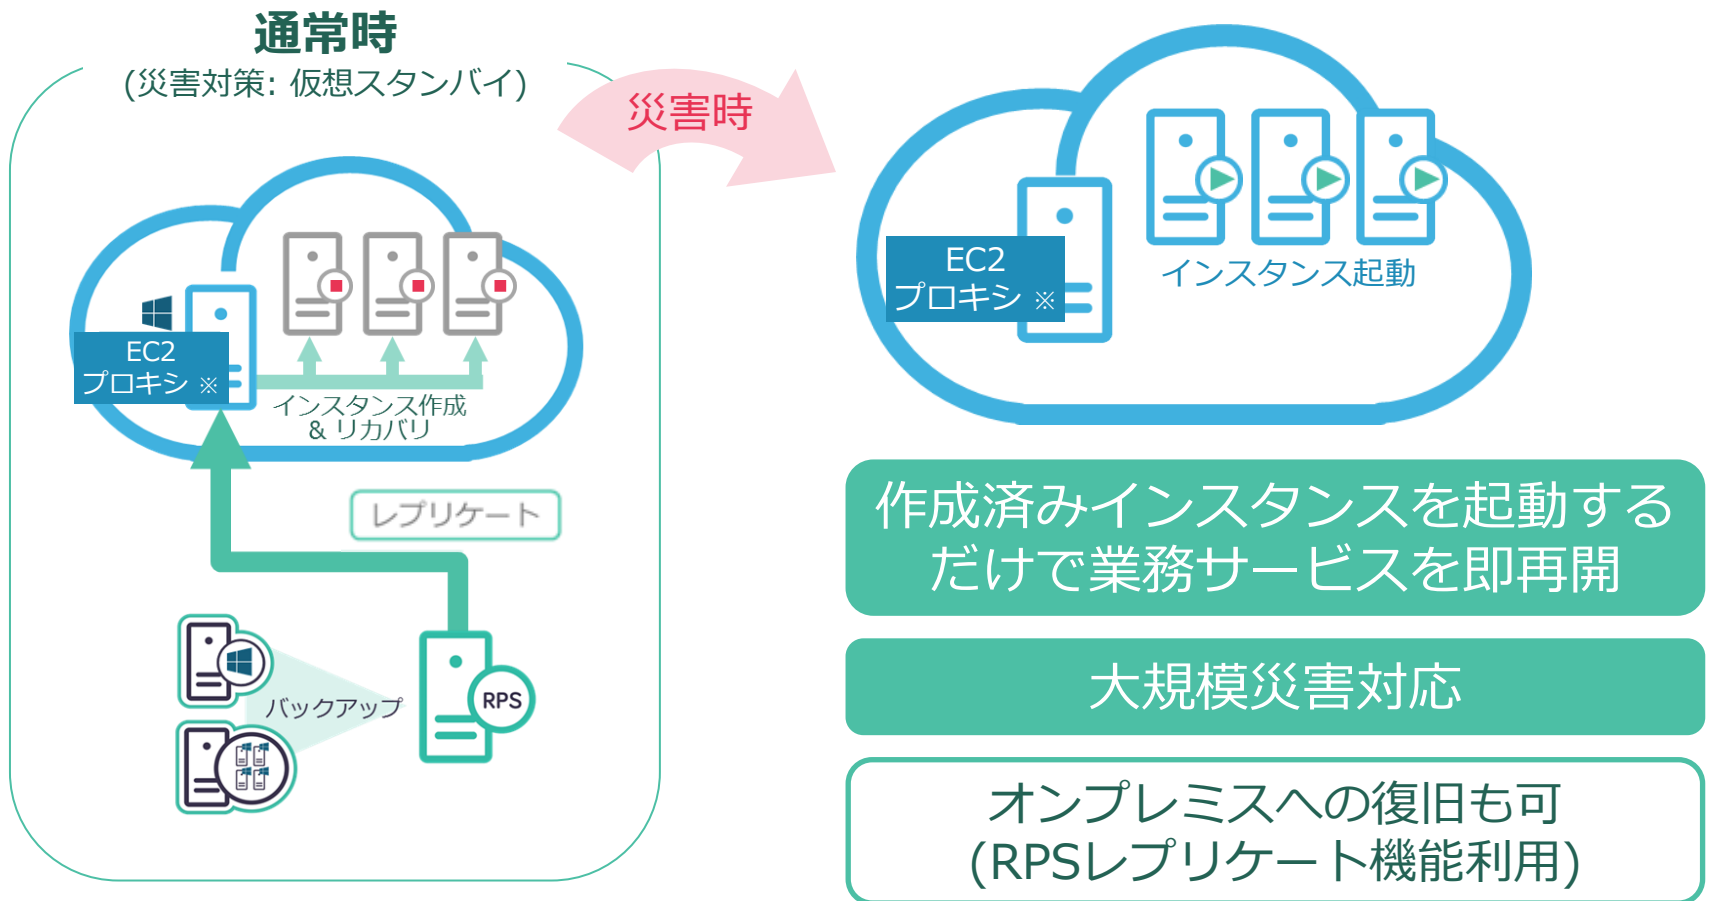 通常時
(災害対策: 仮想スタンバイ)
EC2
プロキシ ※
インスタンス作成
& リカバリ
レプリケート
バックアップ
RPS
災害時
EC2
プロキシ ※
インスタンス起動
作成済みインスタンスを起動する
だけで業務サービスを即再開
大規模災害対応
オンプレミスへの復旧も可
(RPSレプリケート機能利用)